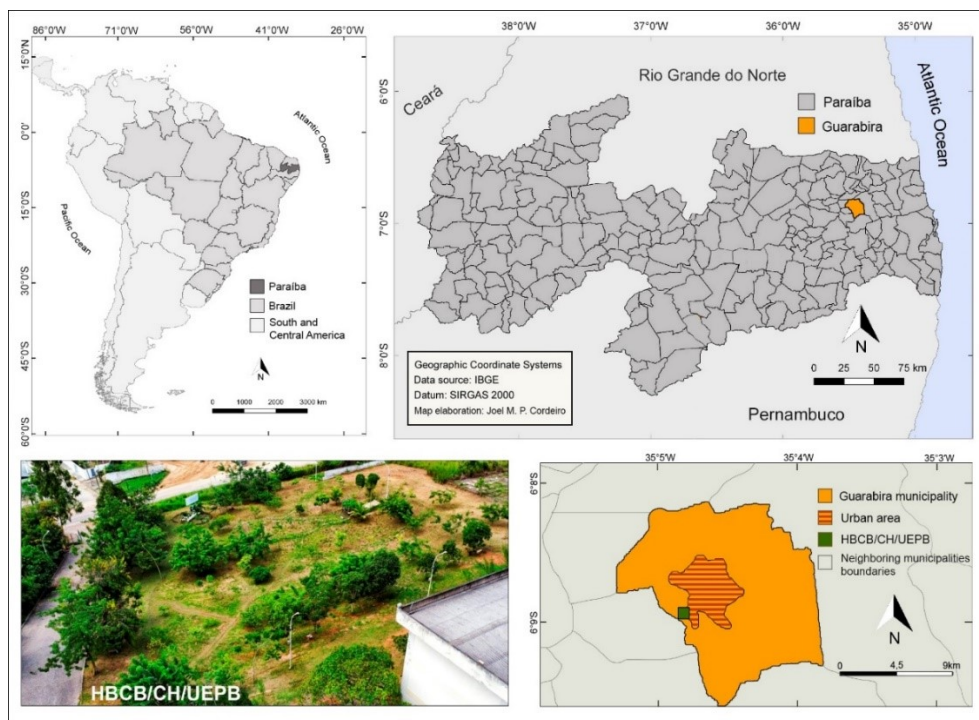 86°0'W
71°0'W
56°0'W
41°0'W
26°0'W
15°0'N
0°0'
15°0'S
30°0'S
45°0'S
60°0'S
Atlantic Ocean
Pacific Ocean
Paraíba
Brazil
South and
Central America
N
0 1000 2000 3000 km
38°0'W
37°0'W
36°0'W
35°0'W
6°0'S
7°0'S
8°0'S
Ceará
Rio Grande do Norte
Paraíba
Guarabira
Atlantic Ocean
N
0 25 50 75 km
Geographic Coordinate Systems
Data source: IBGE
Datum: SIRGAS 2000
Map elaboration: Joel M. P. Cordeiro
Pernambuco
HBCB/CH/UEPB
35°5'W
35°4'W
35°3'W
6°8'S
6°9'S
Guarabira municipality
Urban area
HBCB/CH/UEPB
Neighboring municipalities
boundaries
N
0 4,5 9km